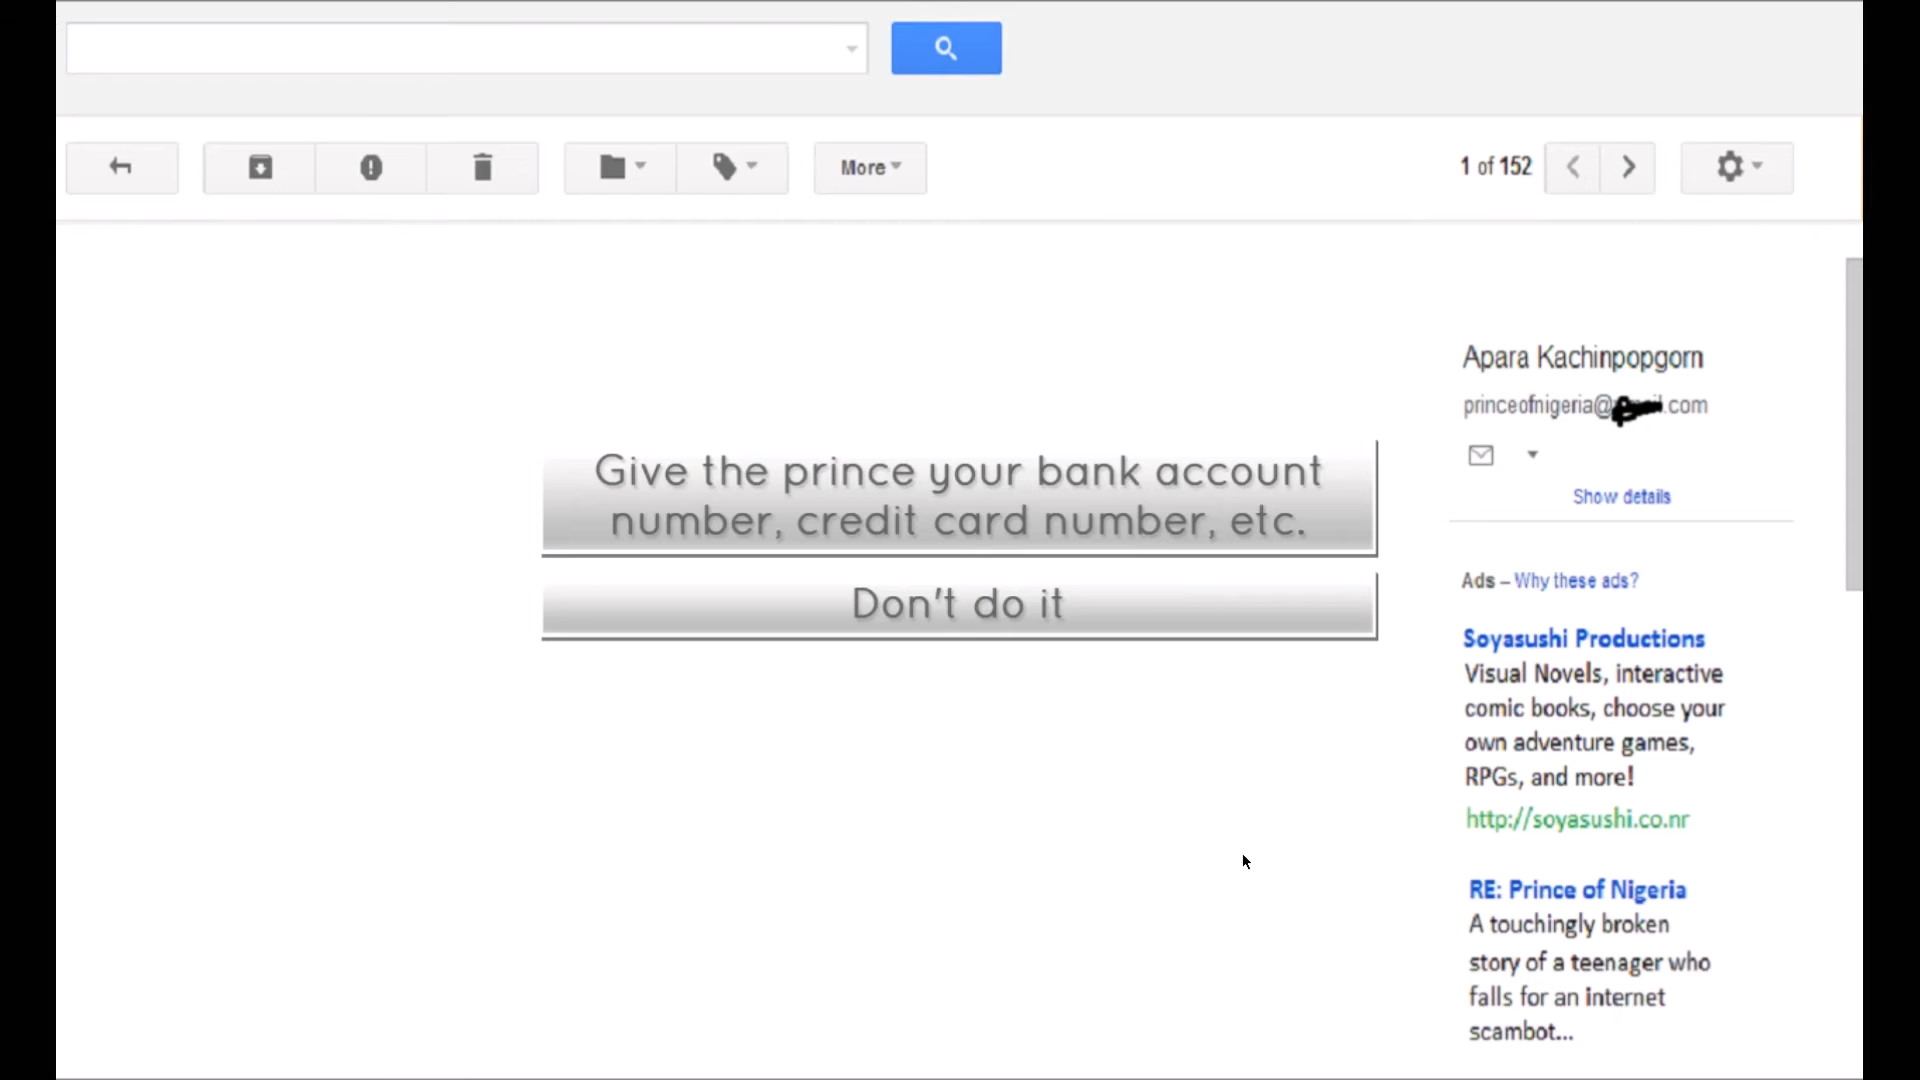 More
1 of 152
Apara Kachinpopgorn
princeofnigeria@ .com
Show details
Give the prince your bank account
number, credit card number, etc.
Don't do it
Ads – Why these ads?
Soyasushi Productions
Visual Novels, interactive
comic books, choose your
own adventure games,
RPGs, and more!
http://soyasushi.co.nr
RE: Prince of Nigeria
A touchingly broken
story of a teenager who
falls for an internet
scambot...